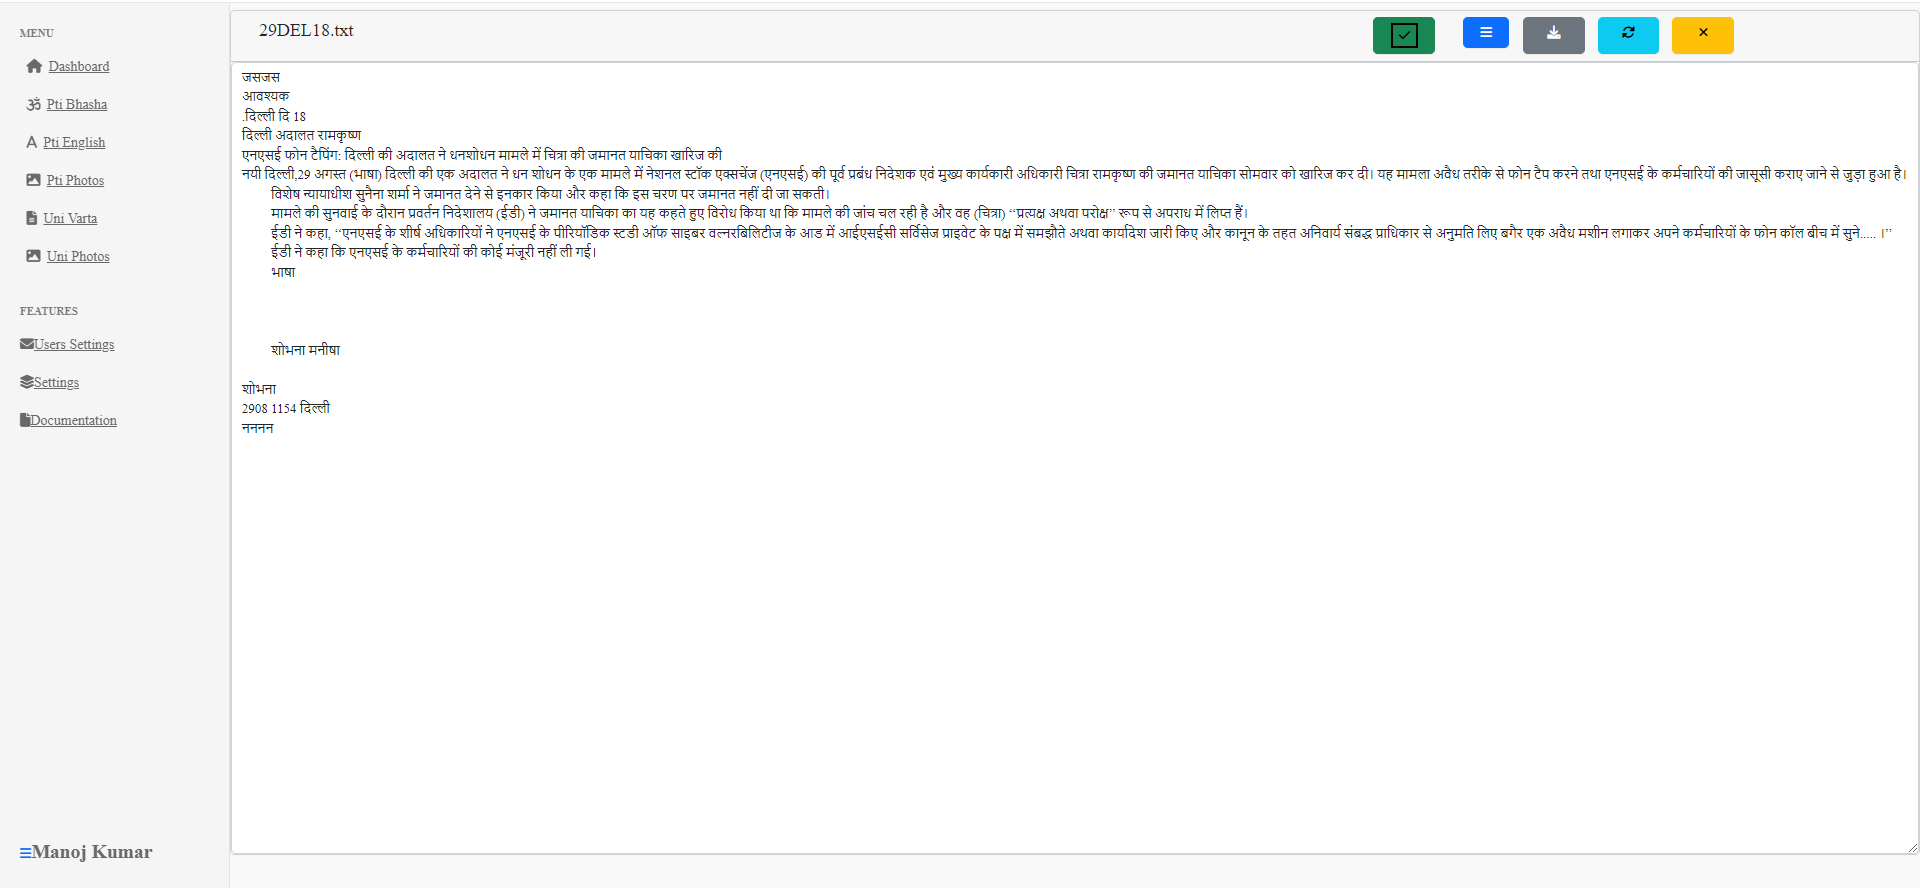 MENU
Dashboard
Pti Bhasha
Pti English
Pti Photos
Uni Varta
Uni Photos
FEATURES
Users Settings
Settings
Documentation
Manoj Kumar
29DEL18.txt
जसजस
आवश्यक
.दिल्ली दि 18
दिल्ली अदालत रामकृष्ण
एनएसई फोन टैपिंग: दिल्ली की अदालत ने धनशोधन मामले में चित्रा की जमानत याचिका खारिज की
नयी दिल्ली,29 अगस्त (भाषा) दिल्ली की एक अदालत ने धन शोधन के एक मामले में नेशनल स्टॉक एक्सचेंज (एनएसई) की पूर्व प्रबंध निदेशक एवं मुख्य कार्यकारी अधिकारी चित्रा रामकृष्ण की जमानत याचिका सोमवार को खारिज कर दी। यह मामला अवैध तरीके से फोन टैप करने तथा एनएसई के कर्मचारियों की जासूसी कराए जाने से जुड़ा हुआ है।
विशेष न्यायाधीश सुनैना शर्मा ने जमानत देने से इनकार किया और कहा कि इस चरण पर जमानत नहीं दी जा सकती।
मामले की सुनवाई के दौरान प्रवर्तन निदेशालय (ईडी) ने जमानत याचिका का यह कहते हुए विरोध किया था कि मामले की जांच चल रही है और वह (चित्रा) ‘‘प्रत्यक्ष अथवा परोक्ष’’ रूप से अपराध में लिप्त हैं।
ईडी ने कहा, ‘‘एनएसई के शीर्ष अधिकारियों ने एनएसई के पीरियॉडिक स्टडी ऑफ साइबर वल्नरबिलिटीज के आड में आईएसईसी सर्विसेज प्राइवेट के पक्ष में समझौते अथवा कार्यादेश जारी किए और कानून के तहत अनिवार्य संबद्ध प्राधिकार से अनुमति लिए बगैर एक अवैध मशीन लगाकर अपने कर्मचारियों के फोन कॉल बीच में सुने..... ।’’
ईडी ने कहा कि एनएसई के कर्मचारियों की कोई मंजूरी नहीं ली गई।
भाषा
शोभना मनीषा
शोभना
2908 1154 दिल्ली
नननन